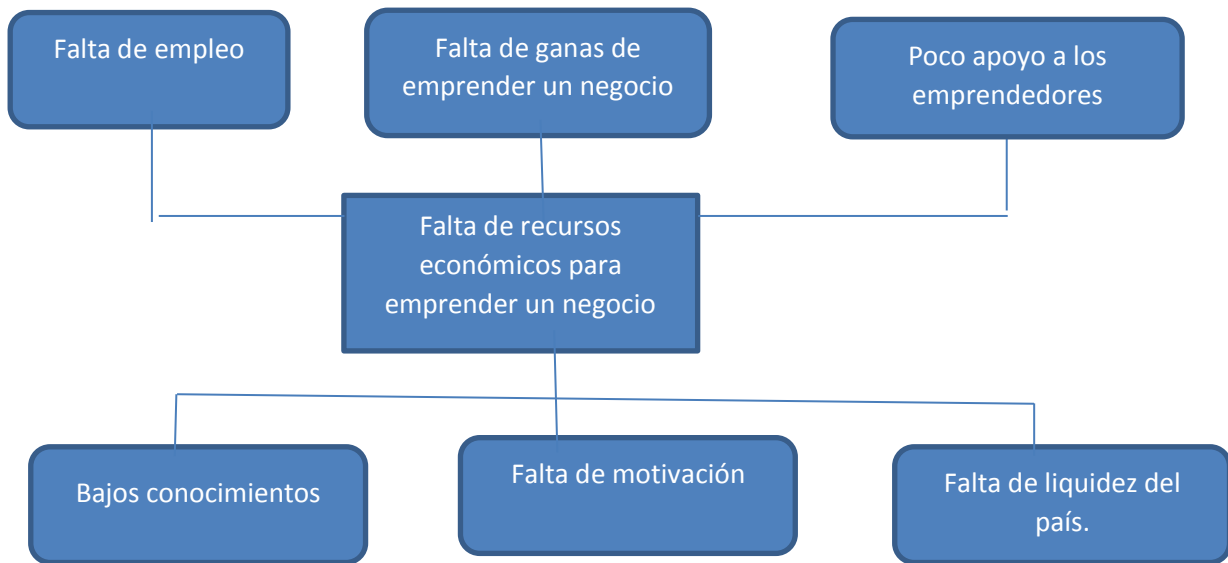 Falta de empleo
Falta de ganas de
emprender un negocio
Poco apoyo a los
emprendedores
Falta de recursos
económicos para
emprender un negocio
Bajos conocimientos
Falta de motivación
Falta de liquidez del
país.